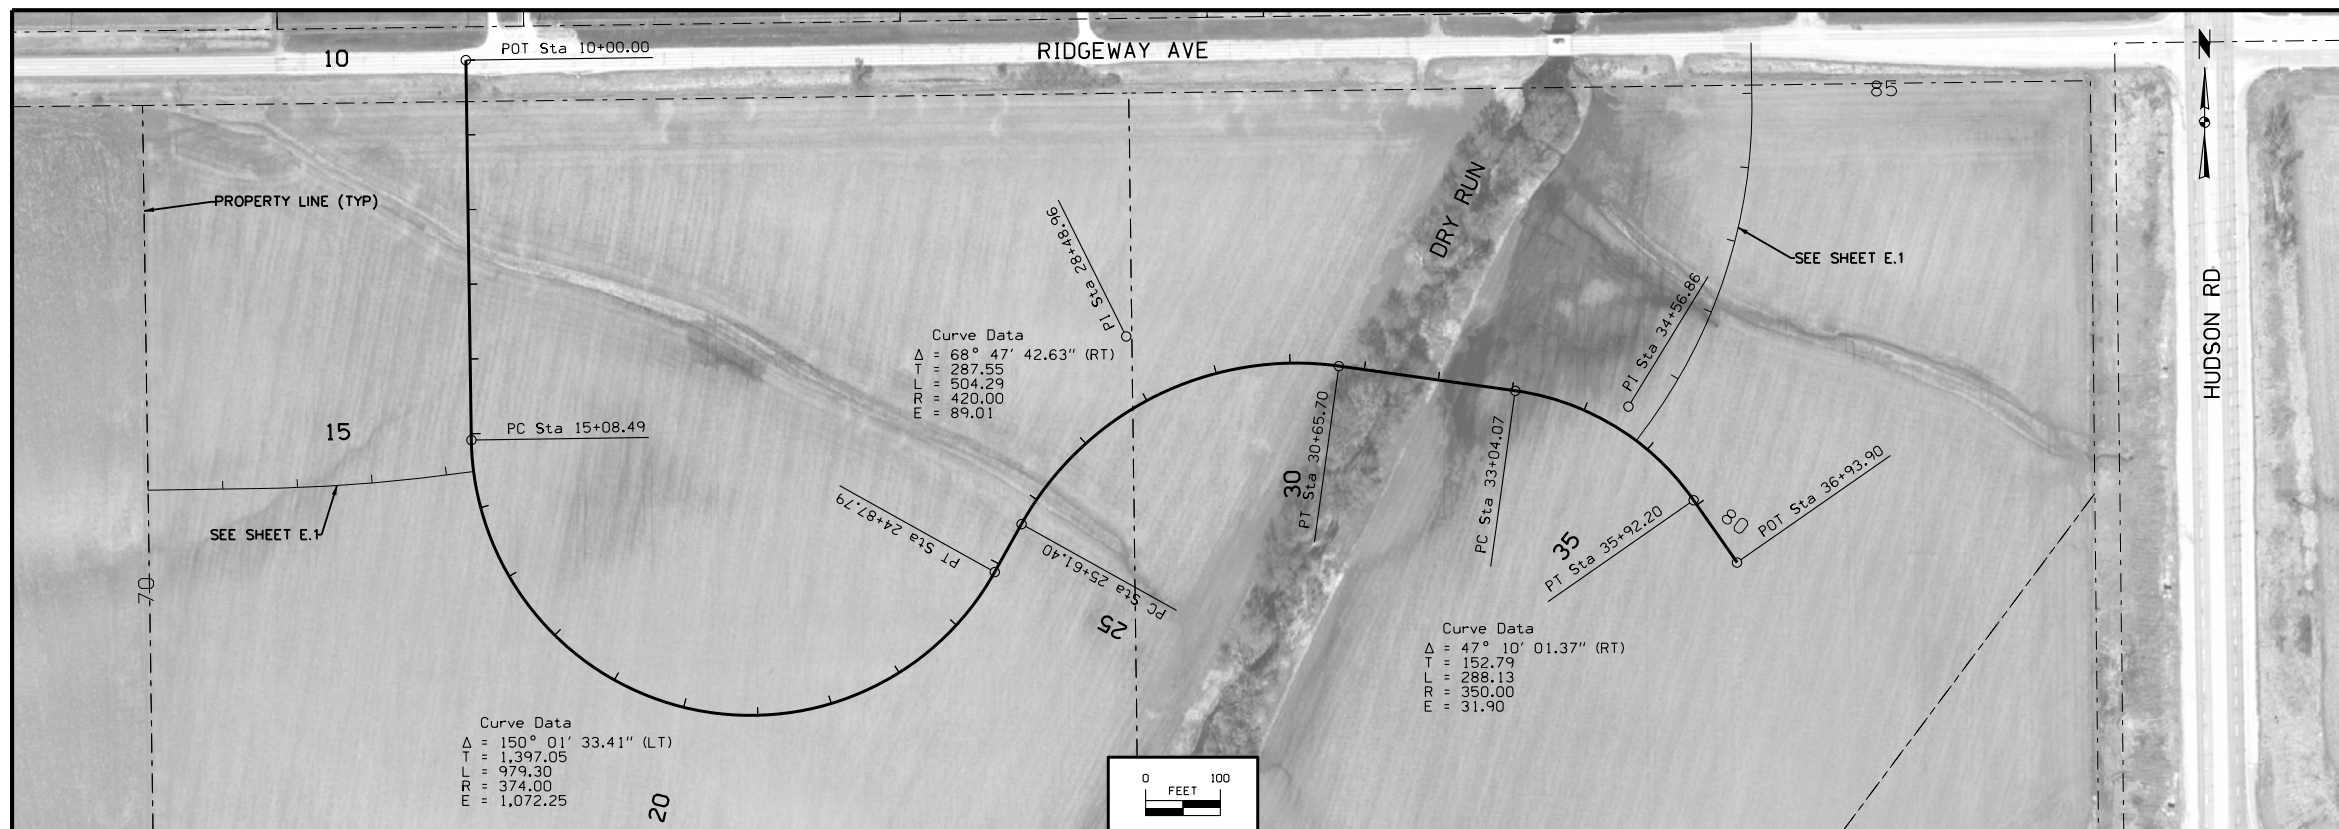 10
POT Sta 10+00.00
RIDGEWAY AVE
85
PROPERTY LINE (TYP)
DRY RUN
PI Sta 28+48.96
SEE SHEET E.1
HUDSON RD
PI Sta 34+56.86
Curve Data
Δ = 68° 47' 42.63" (RT)
T = 287.55
L = 504.29
R = 420.00
E = 89.01
15
PC Sta 15+08.49
SEE SHEET E.1
PT Sta 24+87.79
PC Sta 25+61.40
25
30
PT Sta 30+65.70
PC Sta 33+04.07
35
PT Sta 35+92.20
80
POT Sta 36+93.90
70
Curve Data
Δ = 47° 10' 01.37" (RT)
T = 152.79
L = 288.13
R = 350.00
E = 31.90
Curve Data
Δ = 150° 01' 33.41" (LT)
T = 1,397.05
L = 979.30
R = 374.00
E = 1,072.25
20
0 100
FEET
N